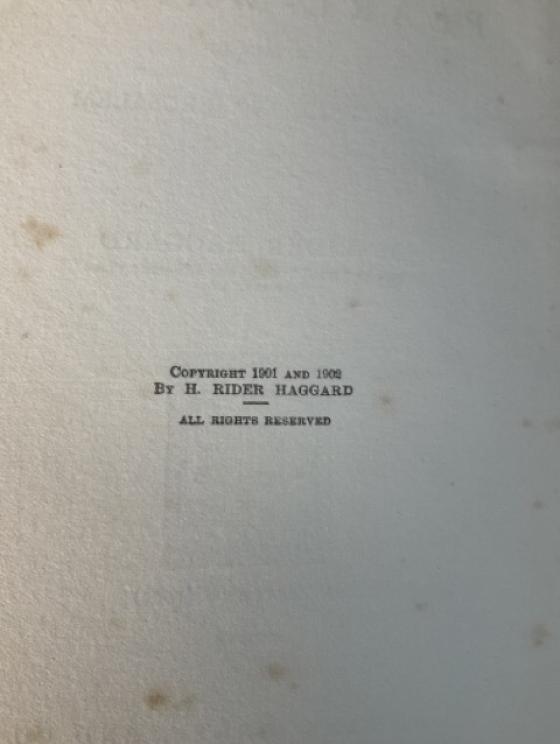 COPYRIGHT 1901 AND 1902
BY H. RIDER HAGGARD
ALL RIGHTS RESERVED